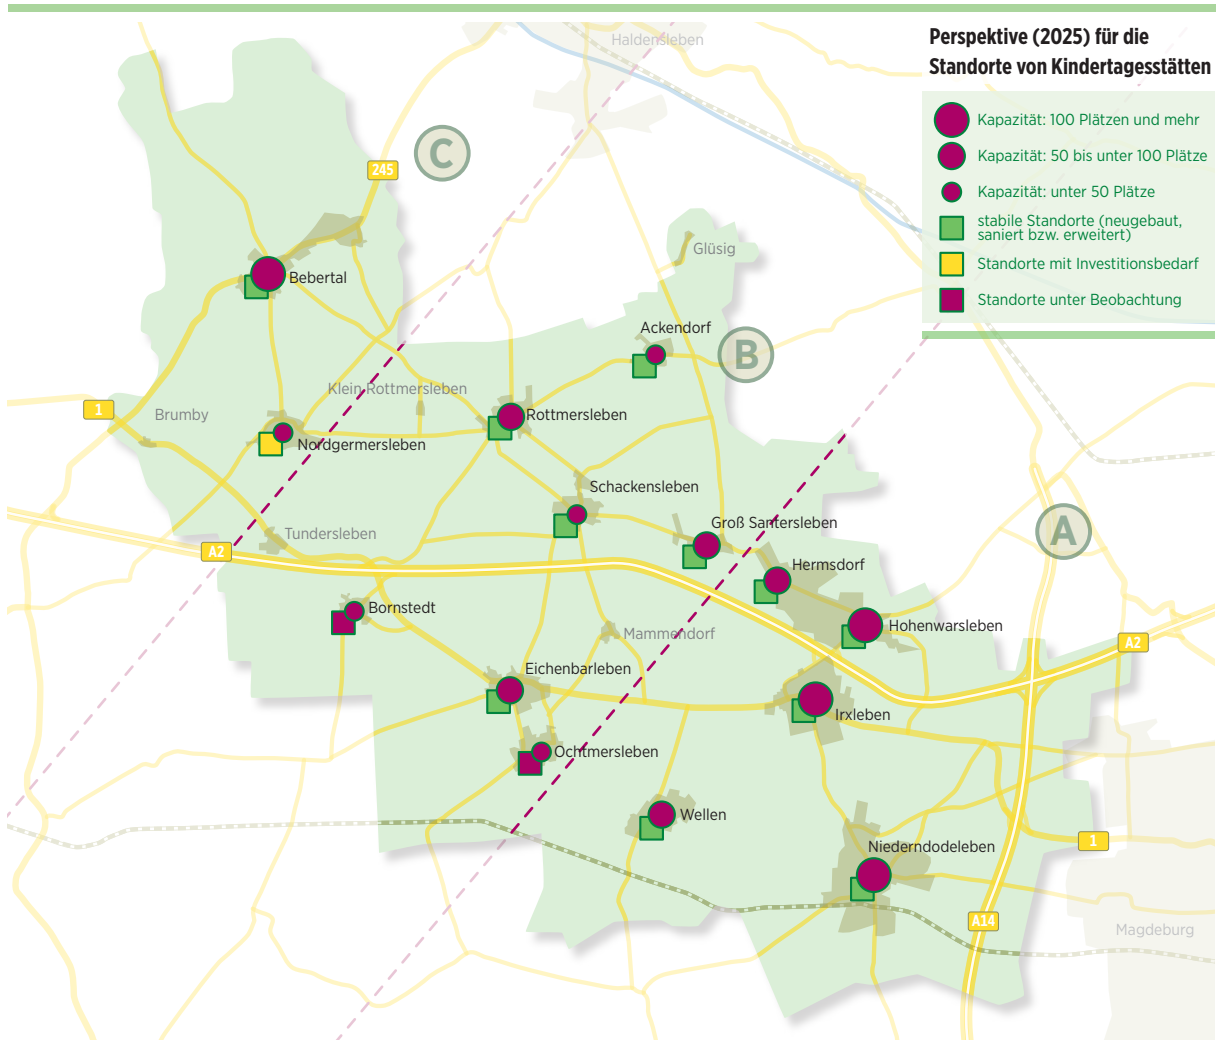 Perspektive (2025) für die
Standorte von Kindertagesstätten
Kapazität: 100 Plätzen und mehr
Kapazität: 50 bis unter 100 Plätze
Kapazität: unter 50 Plätze
stabile Standorte (neugebaut,
saniert bzw. erweitert)
Standorte mit Investitionsbedarf
Standorte unter Beobachtung
Haldensleben
C
245
Glüsig
Bebertal
Ackendorf
B
Klein Rottmersleben
1
Brumby
Rottmersleben
Nordgermersleben
Schackensleben
Groß Santersleben
A
Tundersleben
A2
Hermsdorf
Bornstedt
Hohenwarsleben
Mammendorf
A2
Eichenbarleben
Irxleben
Ochtmersleben
Wellen
Niederndodeleben
1
A14
Magdeburg